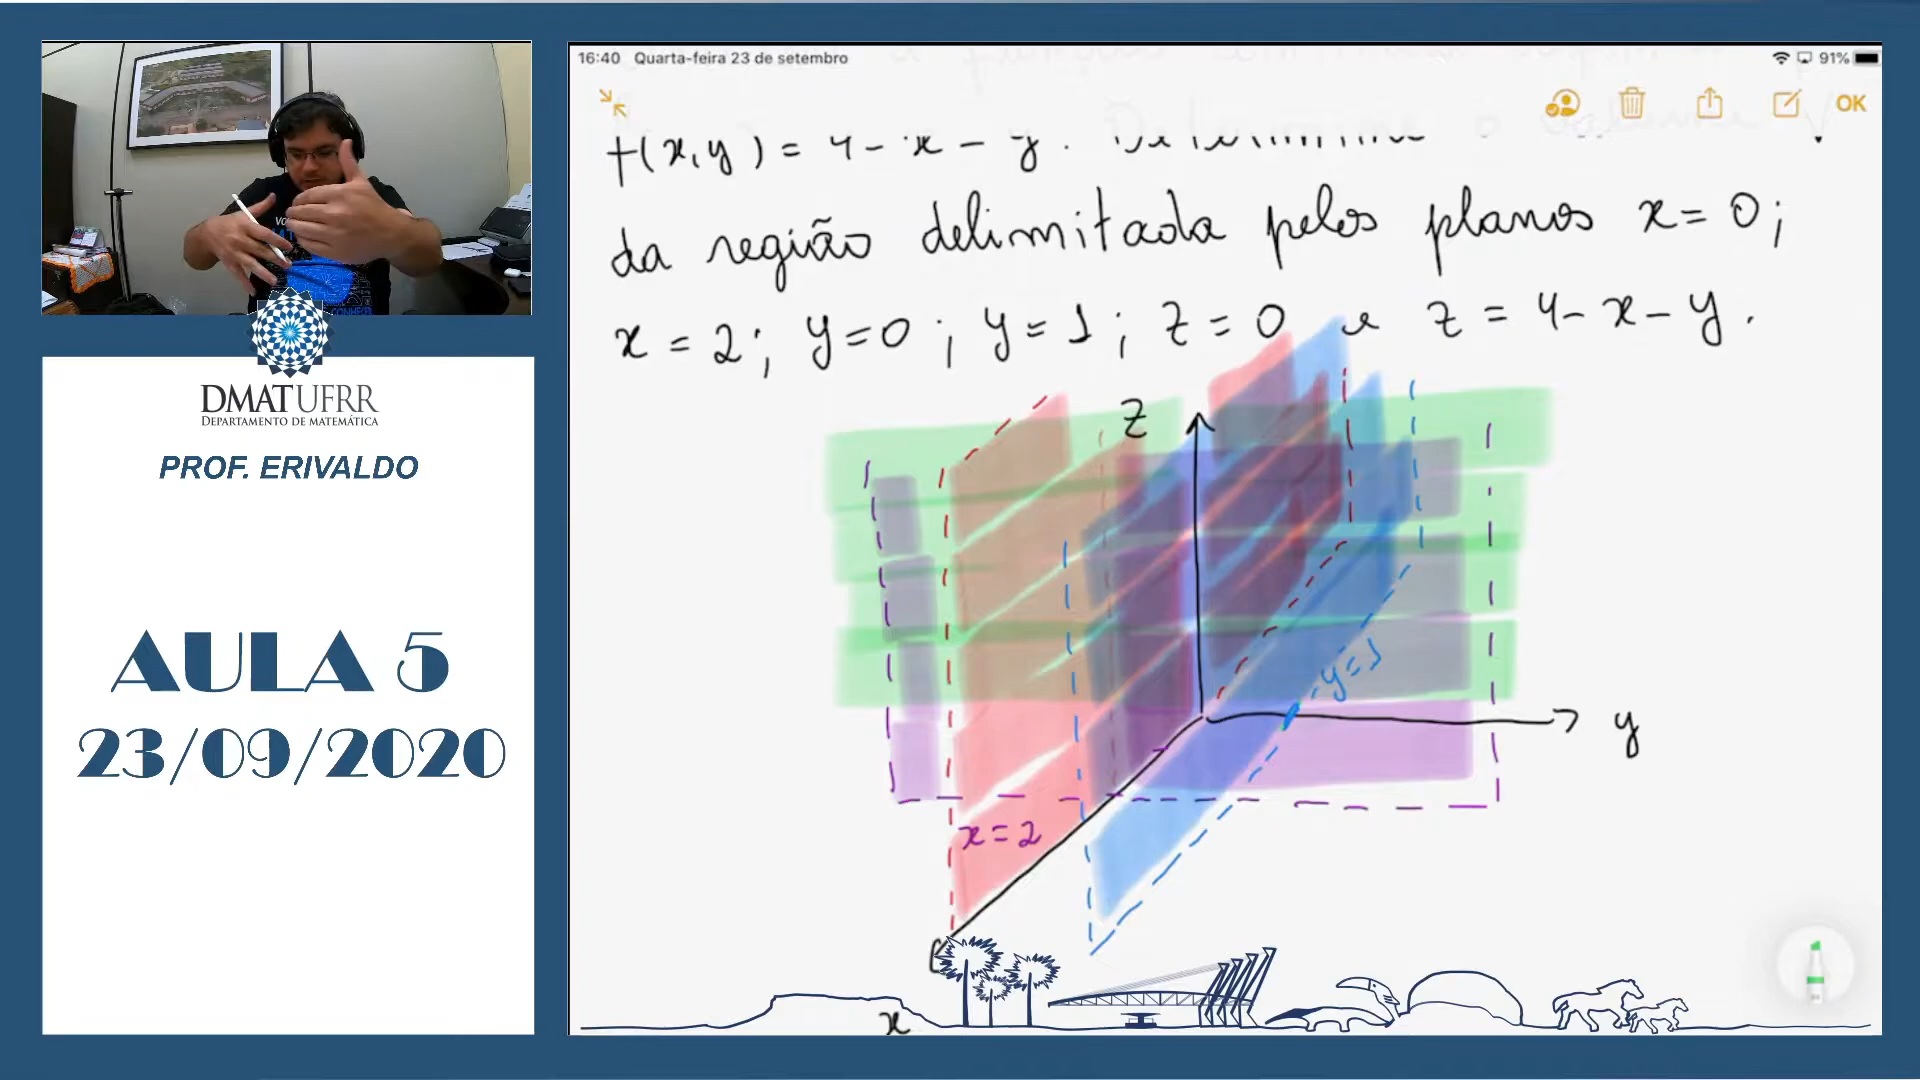 16:40 Quarta-feira 23 de setembro
91%
OK
f(x,y) = 4 - x - y.
da região delimitada pelos planos x = 0;
x = 2; y = 0; y = 1; z = 0 e z = 4 - x - y.
z
y=1
y
x=2
x
DMATUFRR
DEPARTAMENTO DE MATEMÁTICA
PROF. ERIVALDO
AULA 5
23/09/2020